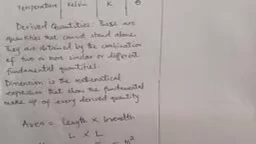 Temperature Kelvin K θ
Derived Quantities: These are
quantities that cannot stand alone.
They are obtained by the combination
of two or more similar or different
fundamental quantities.
Dimension is the mathematical
expression that show the fundamental
make up of every derived quantity
Area = Length x breadth
L x L
= m²